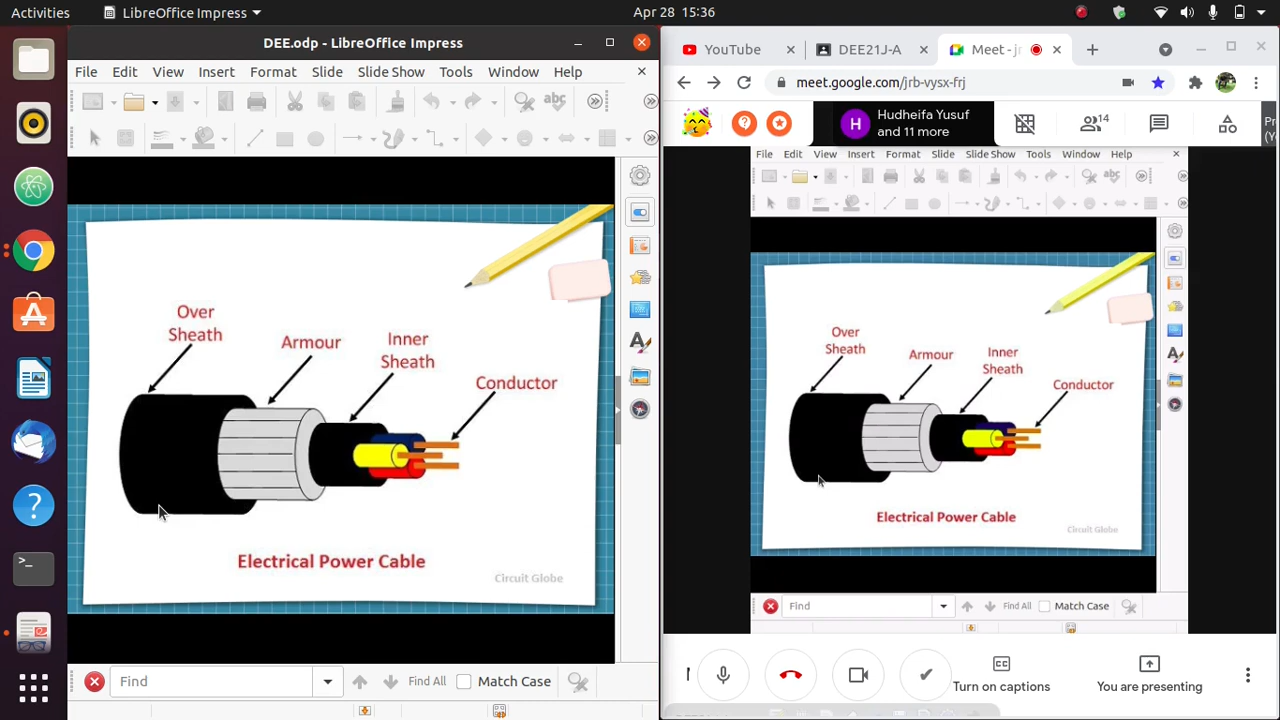 Activities LibreOffice Impress Apr 28 15:36
DEE.odp - LibreOffice Impress
File Edit View Insert Format Slide Slide Show Tools Window Help
Over
Sheath
Armour
Inner
Sheath
Conductor
Electrical Power Cable
Circuit Globe
Find
Find All
Match Case
YouTube
DEE21J-A
Meet - jr
meet.google.com/jrb-vysx-frj
H
Hudheifa Yusuf
and 11 more
14
File Edit View Insert Format Slide Slide Show Tools Window Help
Over
Sheath
Armour
Inner
Sheath
Conductor
Electrical Power Cable
Circuit Globe
Find
Find All
Match Case
Turn on captions
You are presenting